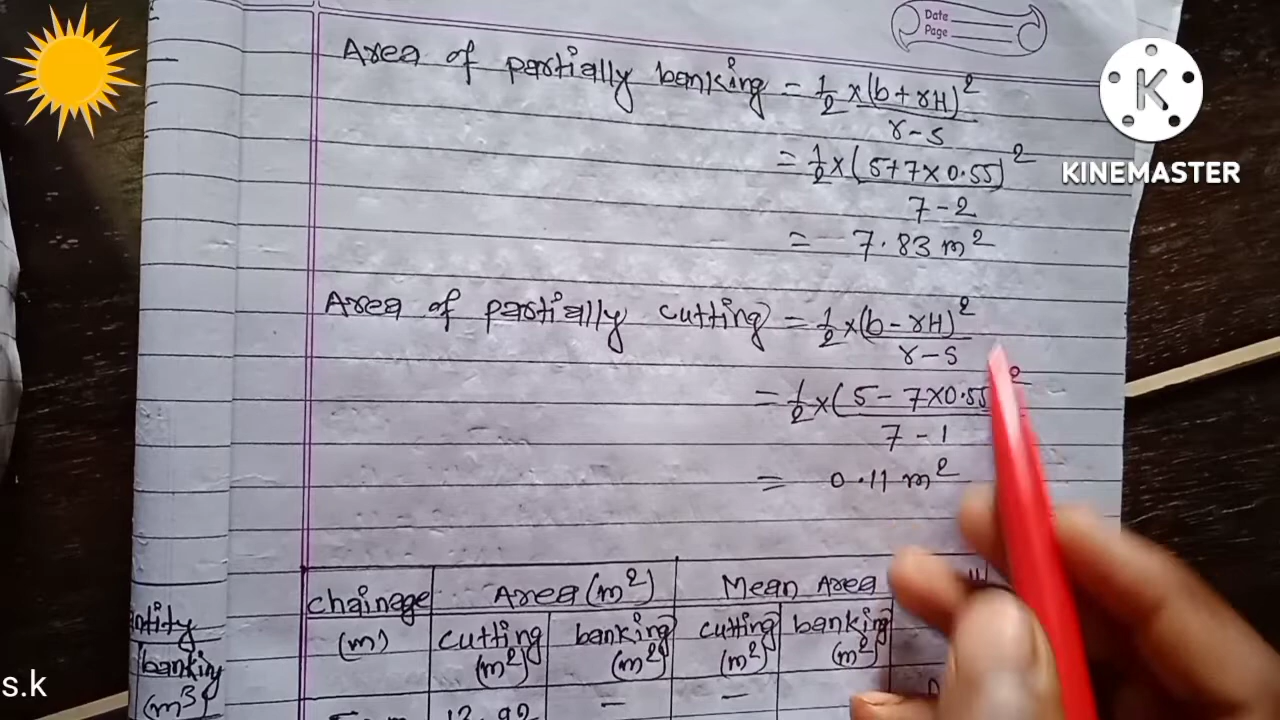 Date
Page
K
KINEMASTER
Area of partially banking = 1/2 × (b+rH)²/r-s
= 1/2 × (5+7×0.55)²/7-2
= 7.83 m²
Area of partially cutting = 1/2 × (b-rH)²/r-s
= 1/2 × (5-7×0.55)²/7-1
= 0.11 m²
chainage (m) Area (m²) Mean Area
cutting (m²) banking (m²) cutting (m²) banking (m²)
ntity
banking
(m³)
12.92 - -
s.k